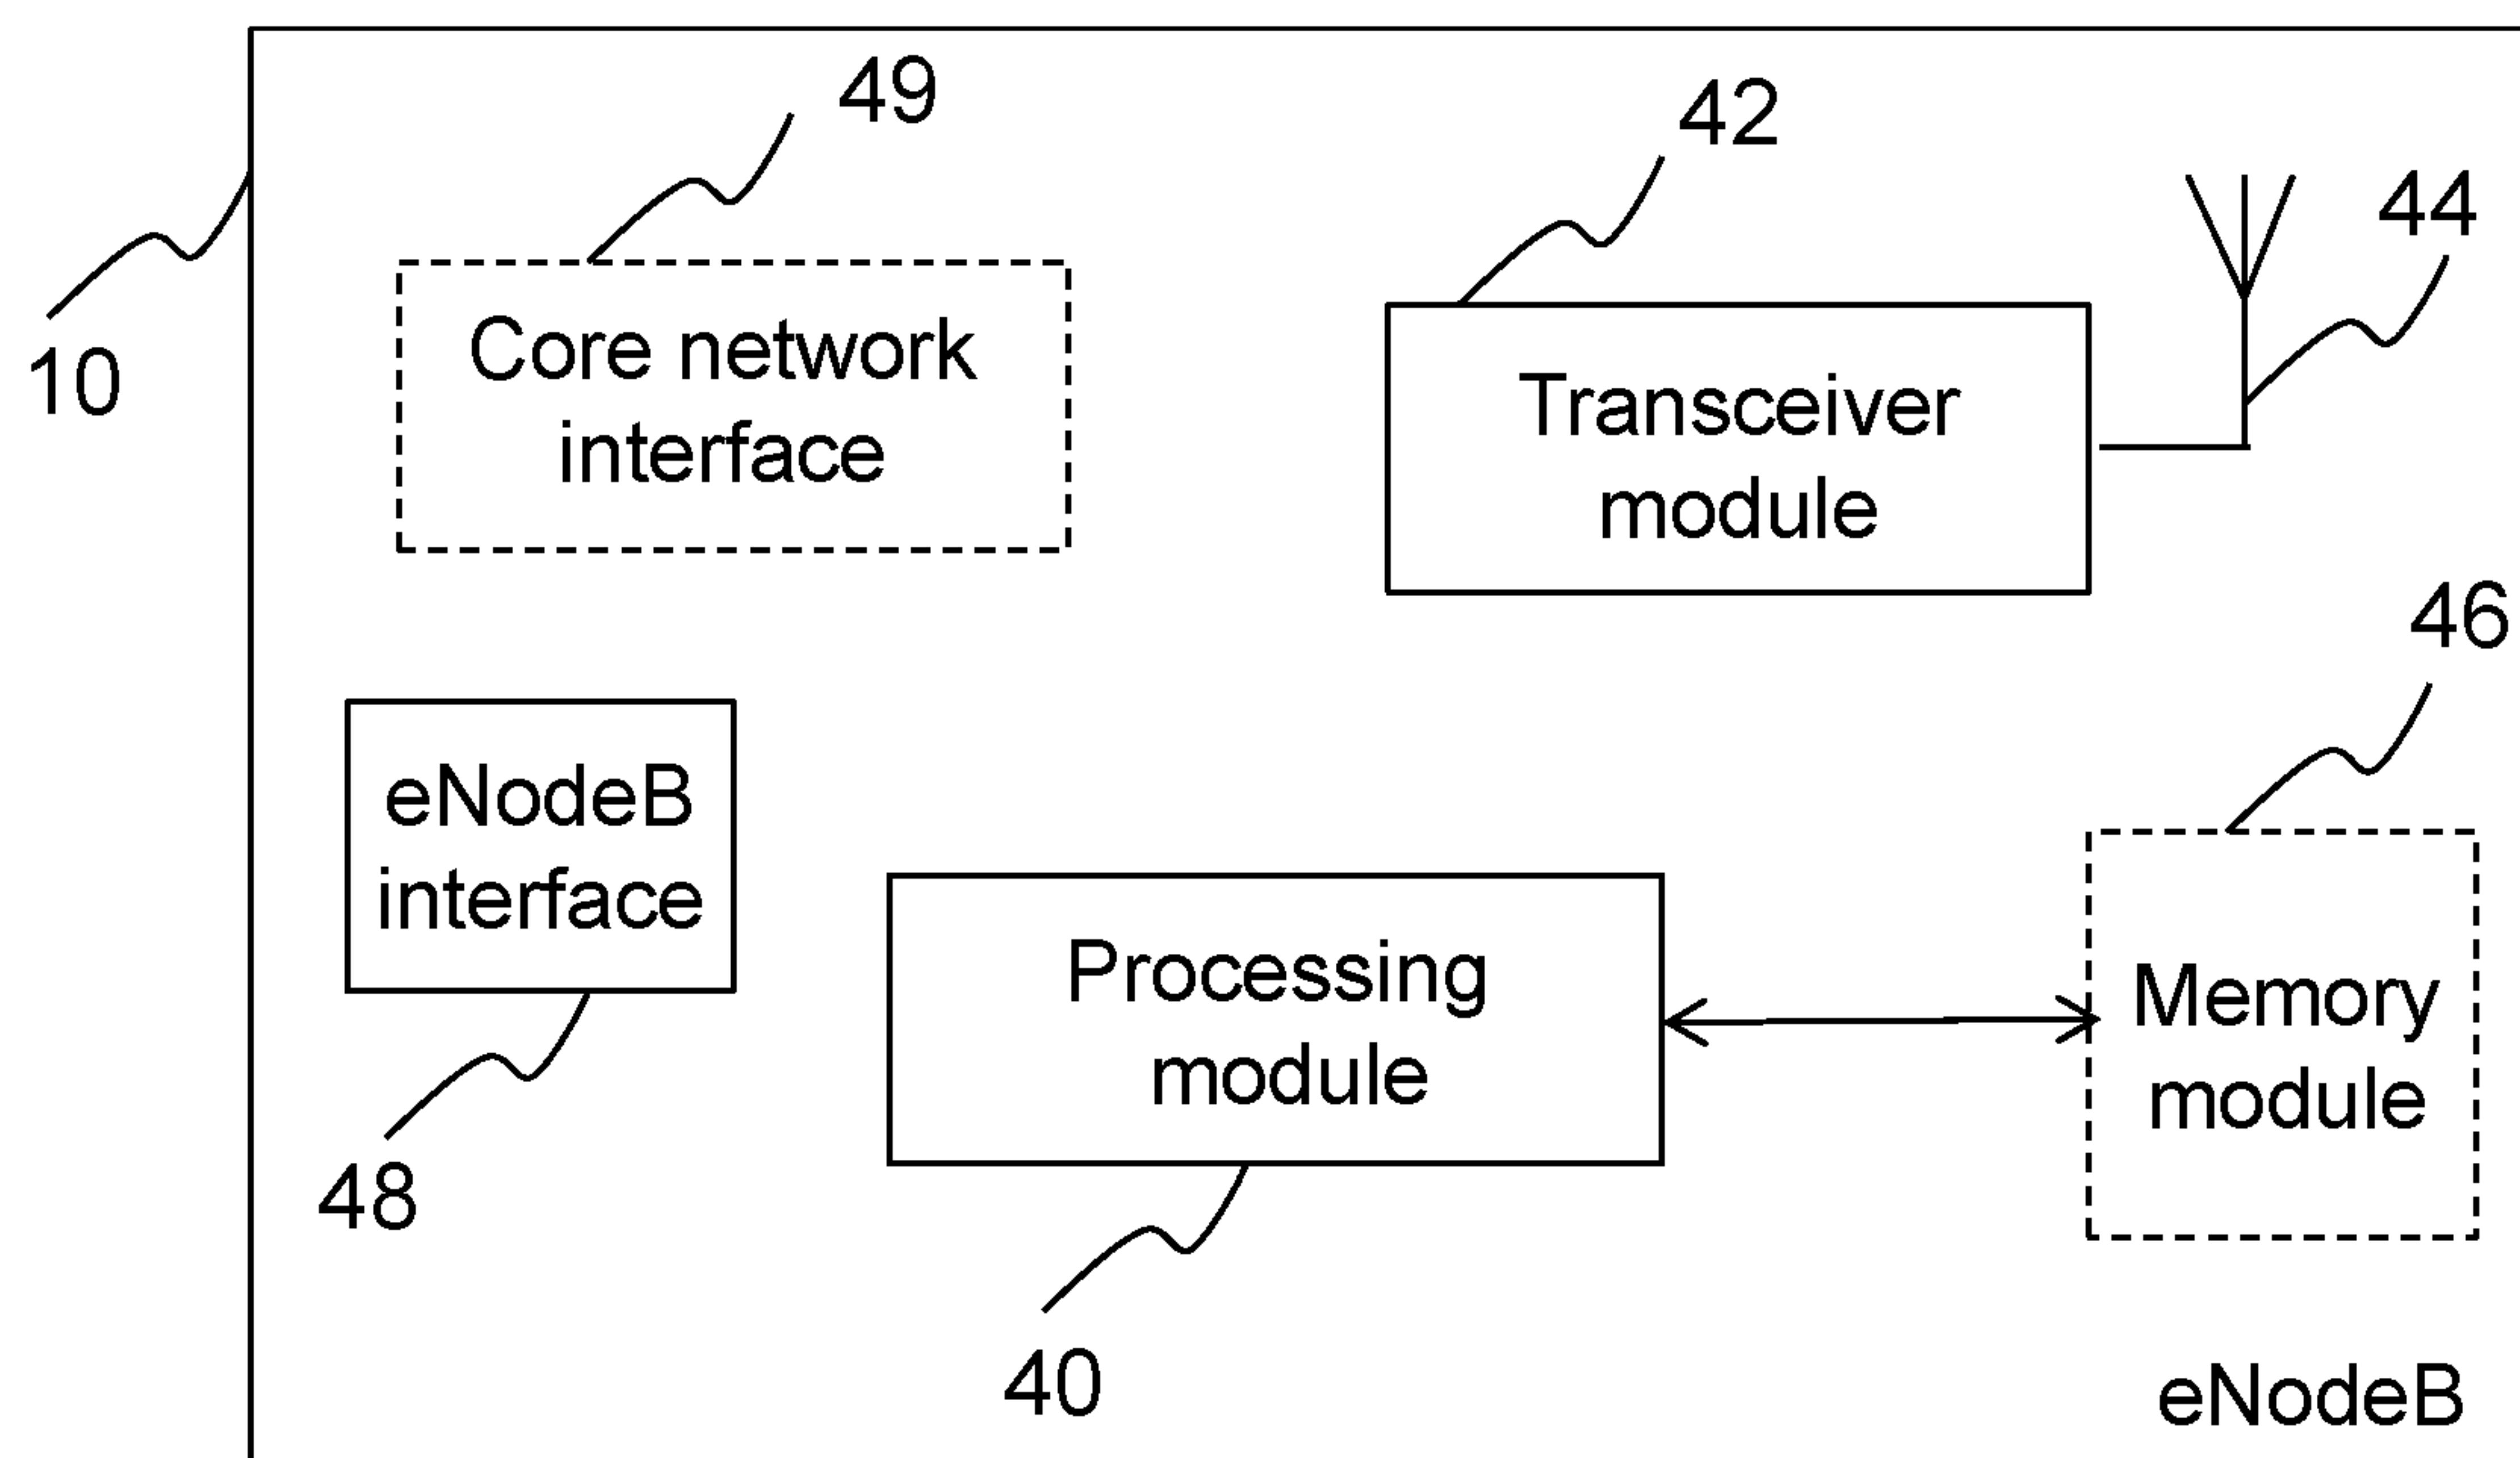 49
42
44
10
Core network
interface
Transceiver
module
46
eNodeB
interface
Processing
module
Memory
module
48
40
eNodeB